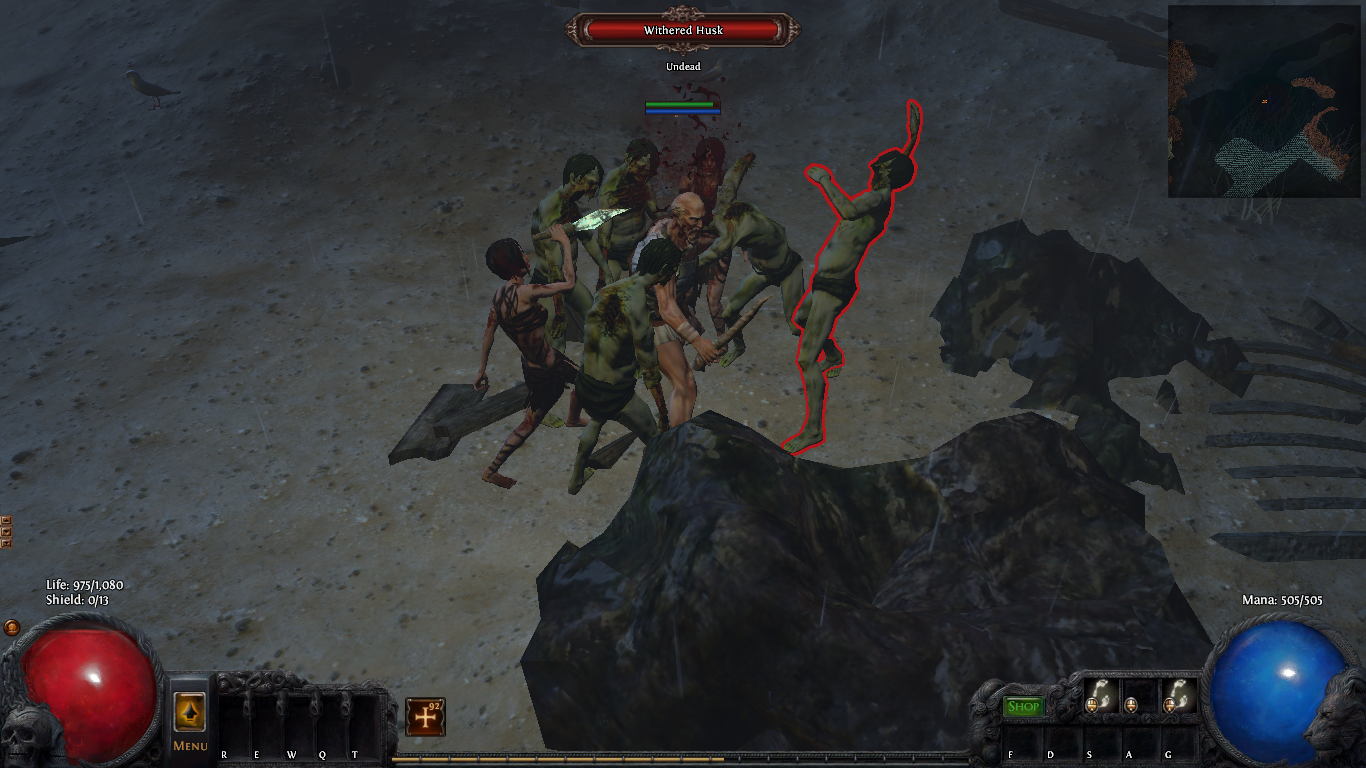 Withered Husk
Undead
Life: 975/1,080
Shield: 0/13
Mana: 505/505
92
SHOP
MENU
R E W Q T
F D S A G